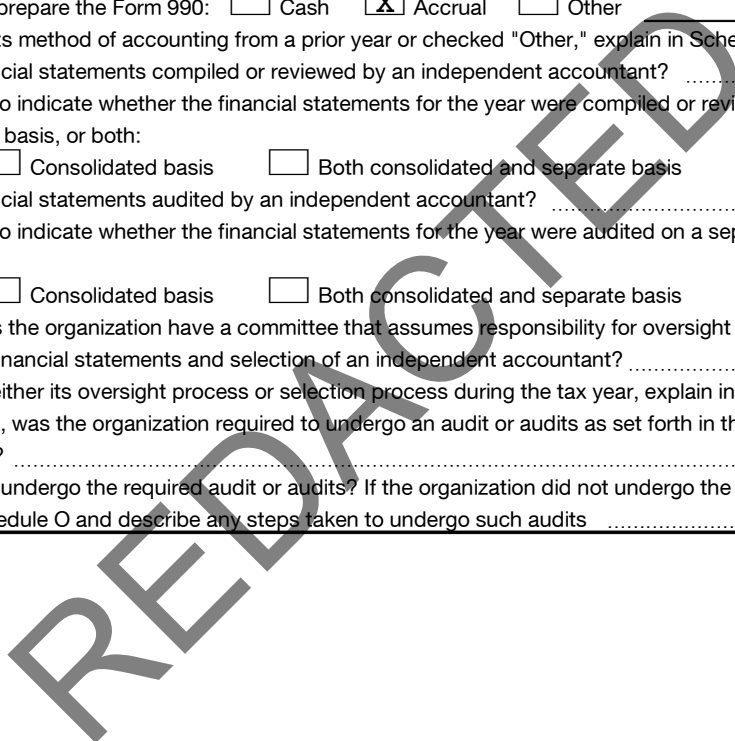 prepare the Form 990: Cash X Accrual Other
ts method of accounting from a prior year or checked "Other," explain in Sche
cial statements compiled or reviewed by an independent accountant?
o indicate whether the financial statements for the year were compiled or revi
basis, or both:
Consolidated basis Both consolidated and separate basis
cial statements audited by an independent accountant?
o indicate whether the financial statements for the year were audited on a sep
Consolidated basis Both consolidated and separate basis
s the organization have a committee that assumes responsibility for oversight
inancial statements and selection of an independent accountant?
either its oversight process or selection process during the tax year, explain in
, was the organization required to undergo an audit or audits as set forth in th
?
undergo the required audit or audits? If the organization did not undergo the
edule O and describe any steps taken to undergo such audits
REDACTED